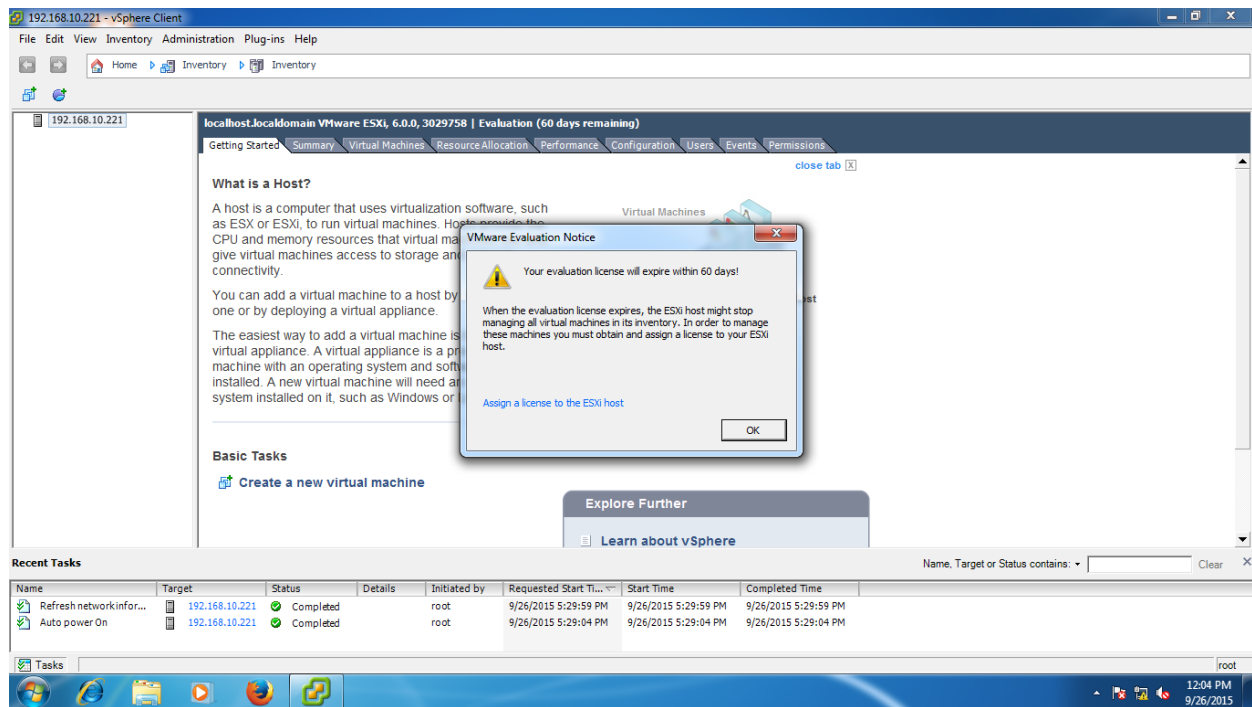 192.168.10.221 - vSphere Client
File Edit View Inventory Administration Plug-ins Help
Home Inventory Inventory
192.168.10.221
localhost.localdomain VMware ESXi, 6.0.0, 3029758 | Evaluation (60 days remaining)
Getting Started Summary Virtual Machines Resource Allocation Performance Configuration Users Events Permissions
close tab X
What is a Host?
A host is a computer that uses virtualization software, such
as ESX or ESXi, to run virtual machines. Hosts provide the
CPU and memory resources that virtual ma
give virtual machines access to storage and
connectivity.
You can add a virtual machine to a host by
one or by deploying a virtual appliance.
The easiest way to add a virtual machine is
virtual appliance. A virtual appliance is a pr
machine with an operating system and softw
installed. A new virtual machine will need an
system installed on it, such as Windows or
Virtual Machines
VMware Evaluation Notice
Your evaluation license will expire within 60 days!
When the evaluation license expires, the ESXi host might stop
managing all virtual machines in its inventory. In order to manage
these machines you must obtain and assign a license to your ESXi
host.
Assign a license to the ESXi host
OK
Basic Tasks
Create a new virtual machine
Explore Further
Learn about vSphere
Recent Tasks
Name, Target or Status contains: Clear
Name Target Status Details Initiated by Requested Start Ti... Start Time Completed Time
Refresh network infor... 192.168.10.221 Completed root 9/26/2015 5:29:59 PM 9/26/2015 5:29:59 PM 9/26/2015 5:29:59 PM
Auto power On 192.168.10.221 Completed root 9/26/2015 5:29:04 PM 9/26/2015 5:29:04 PM 9/26/2015 5:29:04 PM
Tasks
root
12:04 PM
9/26/2015